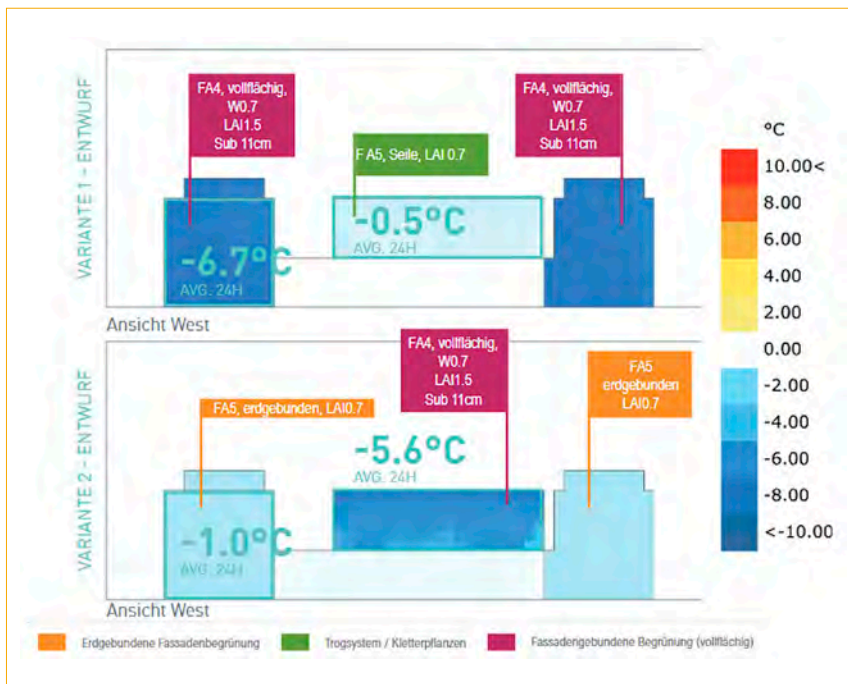 VARIANTE 1 - ENTWURF
FA4, vollflächig,
W0.7
LAI1.5
Sub 11cm
F A5, Seile, LAI 0.7
FA4, vollflächig,
W0.7
LAI1.5
Sub 11cm
-6.7°C
AVG. 24H
-0.5°C
AVG. 24H
Ansicht West
VARIANTE 2 - ENTWURF
FA5, erdgebunden, LAI0.7
FA4, vollflächig,
W0.7
LAI1.5
Sub 11cm
FA5
erdgebunden
LAI0.7
-5.6°C
AVG. 24H
-1.0°C
AVG. 24H
Ansicht West
°C
10.00<
8.00
6.00
4.00
2.00
0.00
-2.00
-4.00
-6.00
-8.00
<-10.00
Erdgebundene Fassadenbegrünung
Trogsystem / Kletterpflanzen
Fassadengebundene Begrünung (vollflächig)